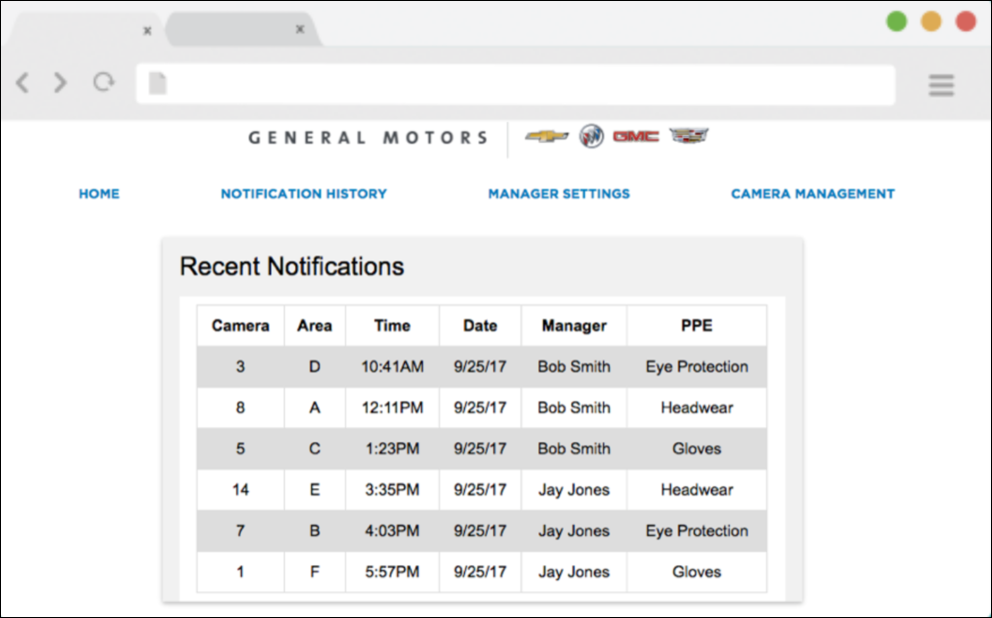 x x
GENERAL MOTORS GMC
HOME NOTIFICATION HISTORY MANAGER SETTINGS CAMERA MANAGEMENT
Recent Notifications
Camera Area Time Date Manager PPE
3 D 10:41AM 9/25/17 Bob Smith Eye Protection
8 A 12:11PM 9/25/17 Bob Smith Headwear
5 C 1:23PM 9/25/17 Bob Smith Gloves
14 E 3:35PM 9/25/17 Jay Jones Headwear
7 B 4:03PM 9/25/17 Jay Jones Eye Protection
1 F 5:57PM 9/25/17 Jay Jones Gloves